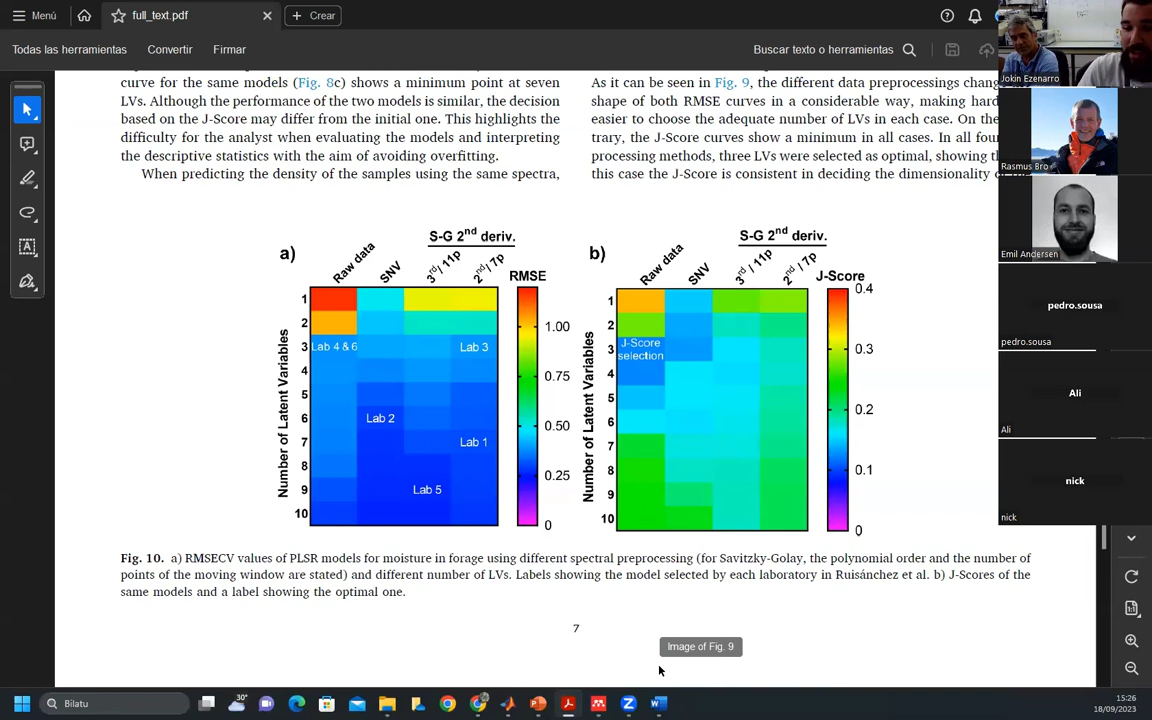 Menú
full_text.pdf
Crear
Todas las herramientas
Convertir
Firmar
Buscar texto o herramientas
curve for the same models (Fig. 8c) shows a minimum point at seven
LVs. Although the performance of the two models is similar, the decision
based on the J-Score may differ from the initial one. This highlights the
difficulty for the analyst when evaluating the models and interpreting
the descriptive statistics with the aim of avoiding overfitting.
When predicting the density of the samples using the same spectra,
As it can be seen in Fig. 9, the different data preprocessings chang
shape of both RMSE curves in a considerable way, making hard
easier to choose the adequate number of LVs in each case. On the
trary, the J-Score curves show a minimum in all cases. In all four
processing methods, three LVs were selected as optimal, showing th
this case the J-Score is consistent in deciding the dimensionality
a)
Raw data
SNV
S-G 2nd deriv.
3rd / 11p
2nd / 7p
RMSE
Number of Latent Variables
1
2
3
4
5
6
7
8
9
10
Lab 4 & 6
Lab 3
Lab 2
Lab 1
Lab 5
1.00
0.75
0.50
0.25
0
b)
Raw data
SNV
S-G 2nd deriv.
3rd / 11p
2nd / 7p
J-Score
Number of Latent Variables
1
2
3
4
5
6
7
8
9
10
J-Score
selection
0.4
0.3
0.2
0.1
0
Fig. 10. a) RMSECV values of PLSR models for moisture in forage using different spectral preprocessing (for Savitzky-Golay, the polynomial order and the number of
points of the moving window are stated) and different number of LVs. Labels showing the model selected by each laboratory in Ruisánchez et al. b) J-Scores of the
same models and a label showing the optimal one.
7
Image of Fig. 9
Jokin Ezenarro
Rasmus Bro
Emil Andersen
pedro.sousa
pedro.sousa
Ali
Ali
nick
nick
Bilatu
30°
15:26
18/09/2023